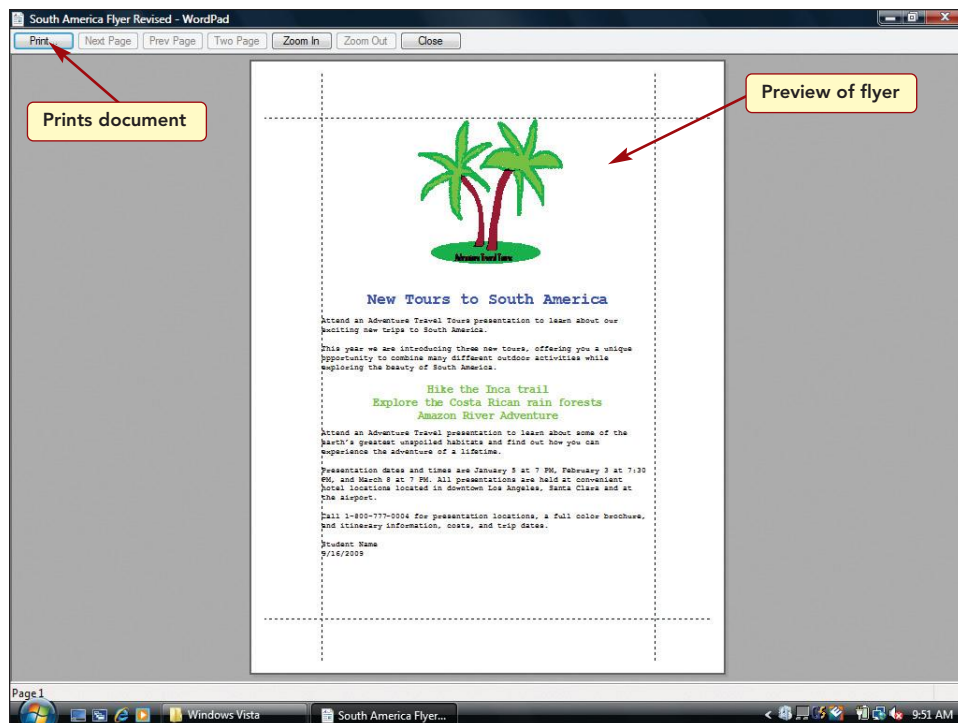 South America Flyer Revised - WordPad
Print... Next Page Prev Page Two Page Zoom In Zoom Out Close
Prints document
Preview of flyer
Adventure Travel Tours
New Tours to South America
Attend an Adventure Travel Tours presentation to learn about our
exciting new trips to South America.
This year we are introducing three new tours, offering you a unique
opportunity to combine many different outdoor activities while
exploring the beauty of South America.
Hike the Inca trail
Explore the Costa Rican rain forests
Amazon River Adventure
Attend an Adventure Travel presentation to learn about some of the
earth's greatest unspoiled habitats and find out how you can
experience the adventure of a lifetime.
Presentation dates and times are January 5 at 7 PM, February 3 at 7:30
PM, and March 8 at 7 PM. All presentations are held at convenient
hotel locations located in downtown Los Angeles, Santa Clara and at
the airport.
Call 1-800-777-0004 for presentation locations, a full color brochure,
and itinerary information, costs, and trip dates.
Student Name
9/16/2009
Page 1
Windows Vista
South America Flyer...
9:51 AM